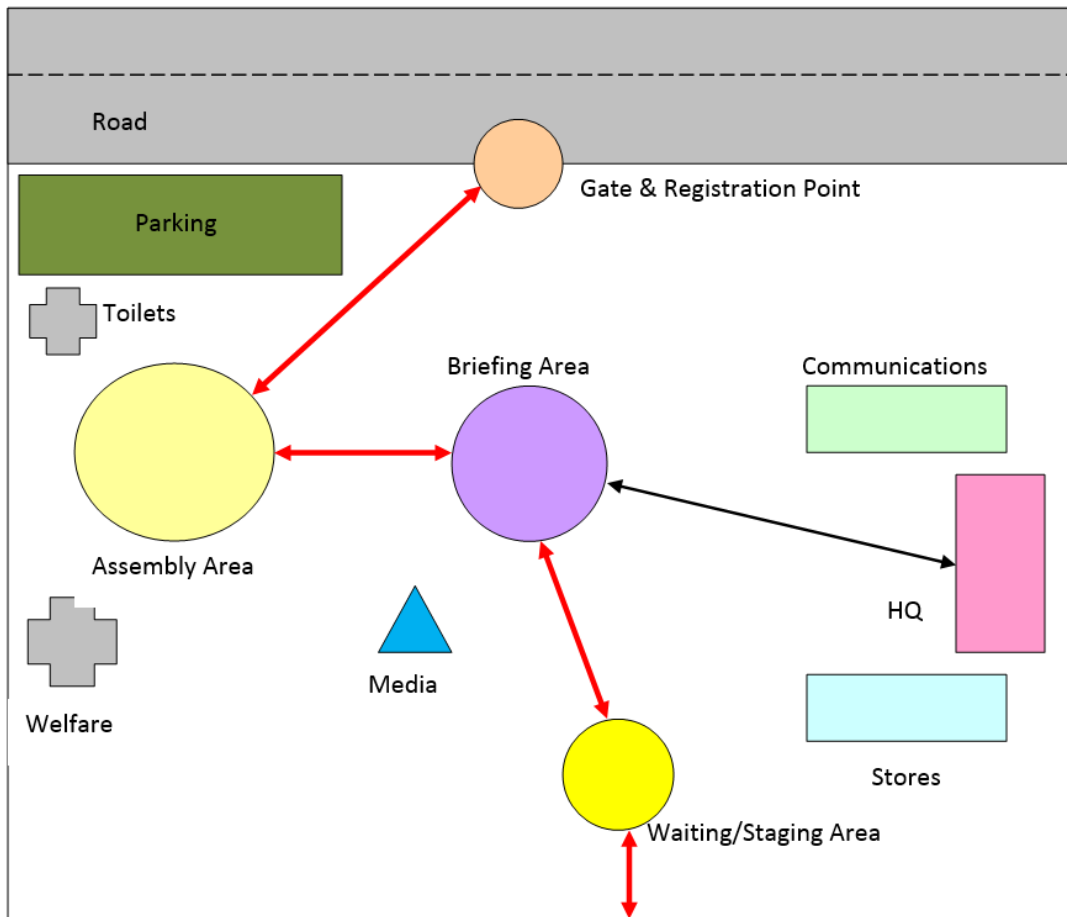 Road
Gate & Registration Point
Parking
Toilets
Briefing Area
Communications
Assembly Area
HQ
Media
Welfare
Stores
Waiting/Staging Area